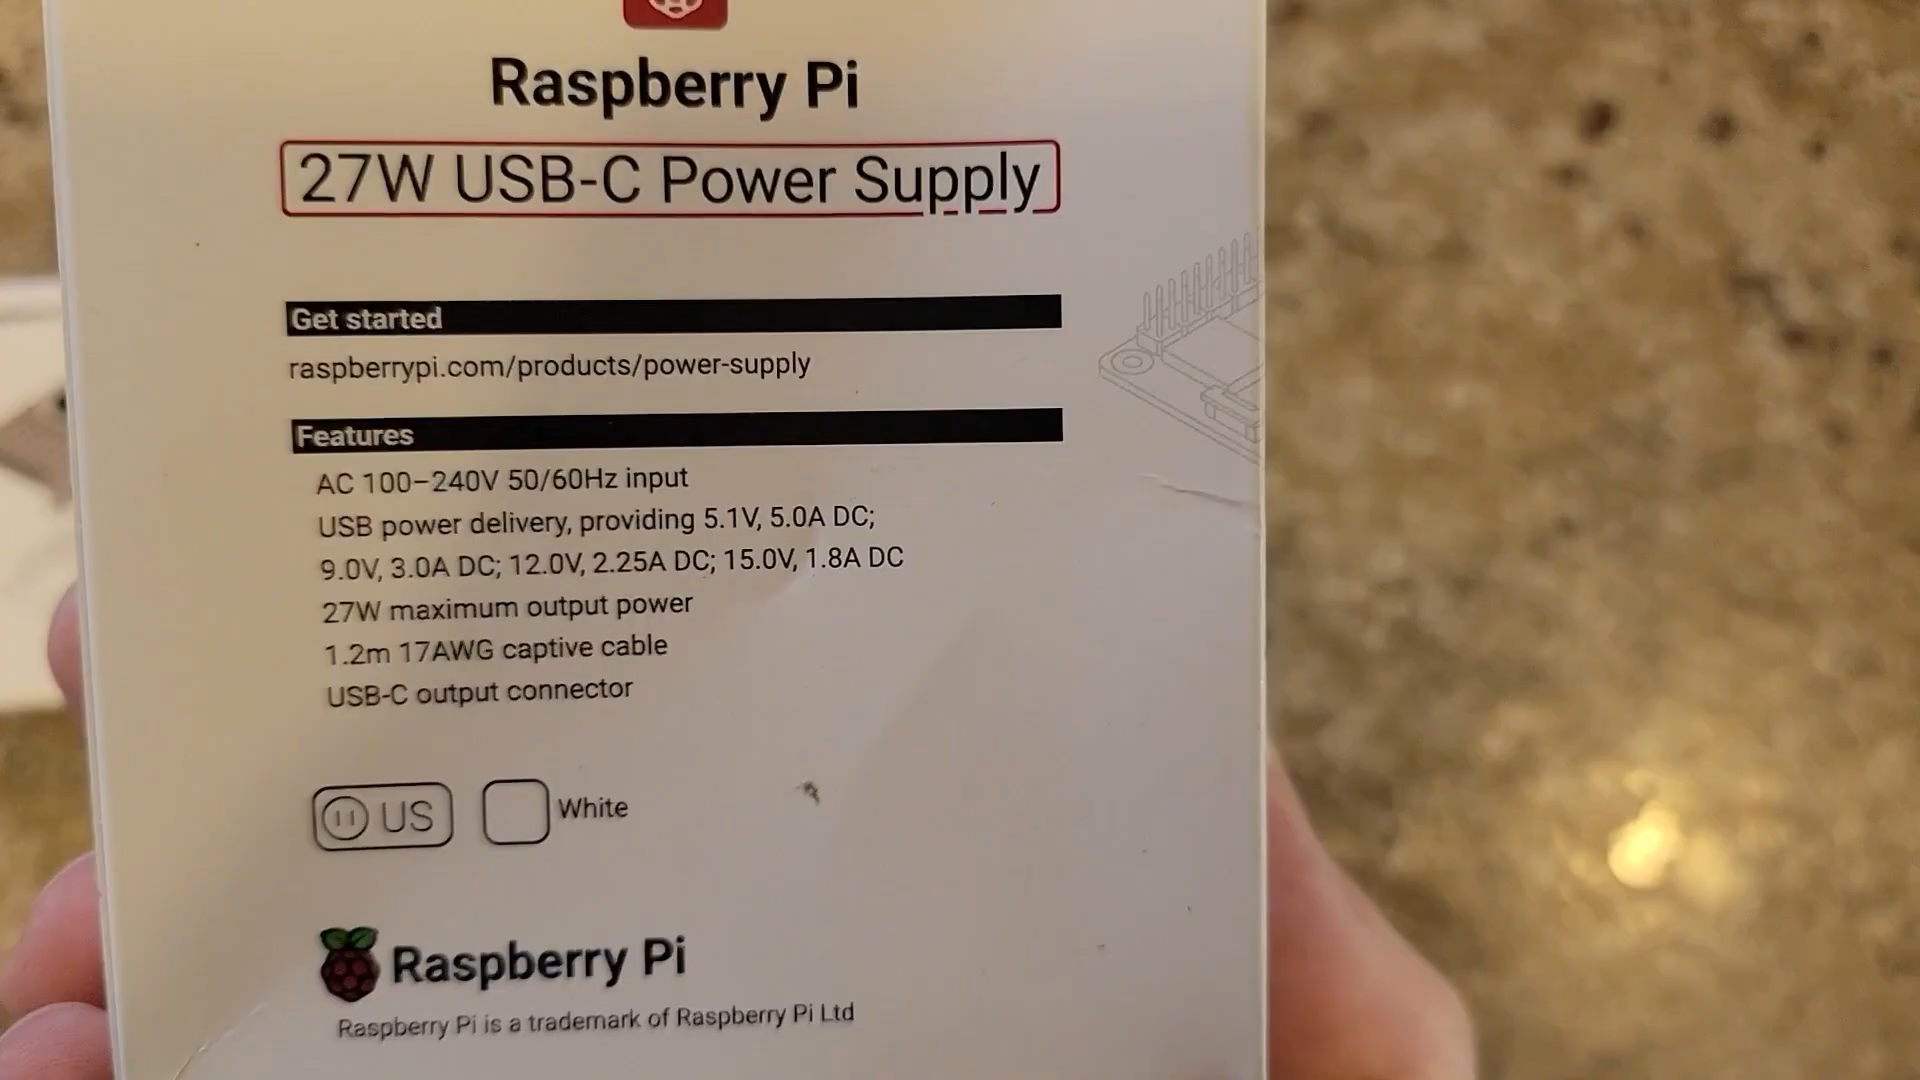 Raspberry Pi
27W USB-C Power Supply
Get started
raspberrypi.com/products/power-supply
Features
AC 100–240V 50/60Hz input
USB power delivery, providing 5.1V, 5.0A DC;
9.0V, 3.0A DC; 12.0V, 2.25A DC; 15.0V, 1.8A DC
27W maximum output power
1.2m 17AWG captive cable
USB-C output connector
US White
Raspberry Pi
Raspberry Pi is a trademark of Raspberry Pi Ltd